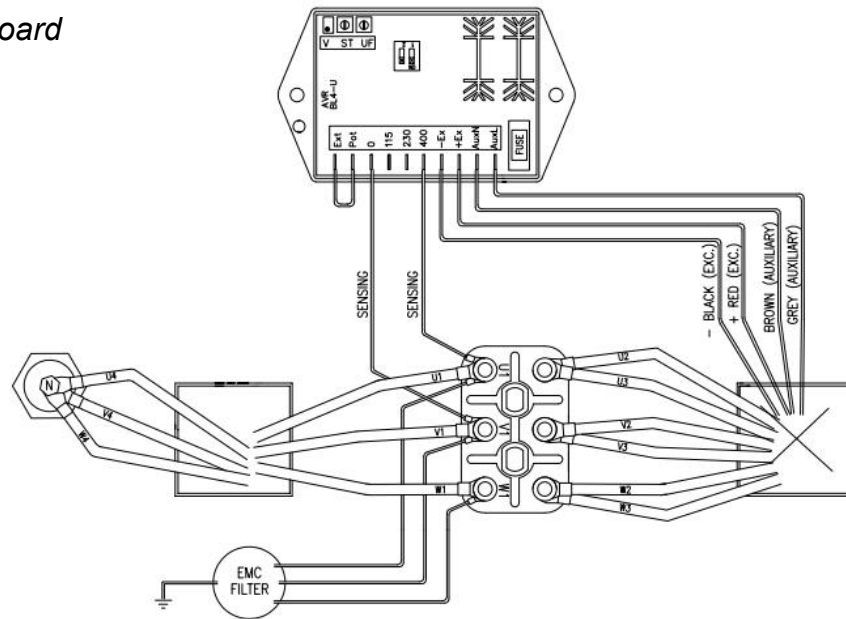 oard
V ST UF
AVR
BL4-U
Ext
Pot
0
115
230
400
-Ex
+Ex
AuxN
AuxL
FUSE
SENSING
SENSING
- BLACK (EXC.)
+ RED (EXC.)
BROWN (AUXILIARY)
GREY (AUXILIARY)
N
U4
V4
W4
U1
V1
W1
U2
U3
V2
V3
W2
W3
EMC
FILTER